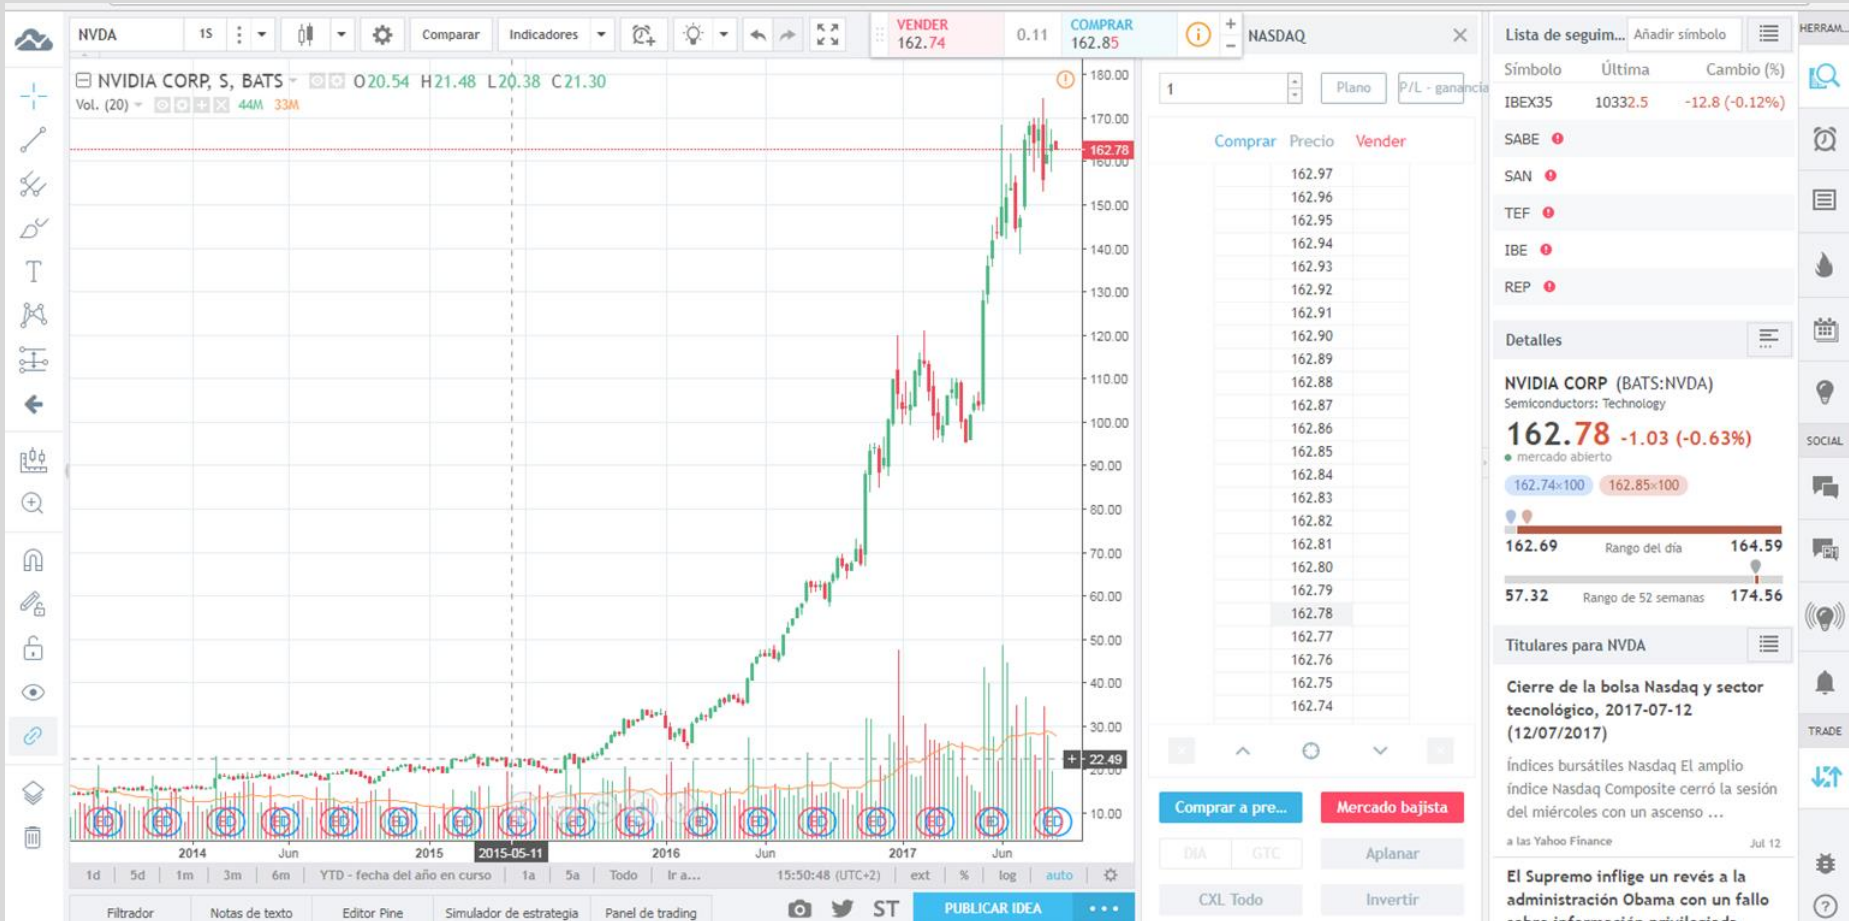 NVDA 1S Comparar Indicadores
VENDER 162.74 0.11 COMPRAR 162.85
NASDAQ
NVIDIA CORP, S, BATS O20.54 H21.48 L20.38 C21.30
Vol. (20) 44M 33M
180.00
170.00
162.78
160.00
150.00
140.00
130.00
120.00
110.00
100.00
90.00
80.00
70.00
60.00
50.00
40.00
30.00
22.49
20.00
10.00
2014 Jun 2015 2015-05-11 2016 Jun 2017 Jun
1d 5d 1m 3m 6m YTD - fecha del año en curso 1a 5a Todo Ir a... 15:50:48 (UTC+2) ext % log auto
Filtrador Notas de texto Editor Pine Simulador de estrategia Panel de trading ST PUBLICAR IDEA
1 Plano P/L - ganancia
Comprar Precio Vender
162.97
162.96
162.95
162.94
162.93
162.92
162.91
162.90
162.89
162.88
162.87
162.86
162.85
162.84
162.83
162.82
162.81
162.80
162.79
162.78
162.77
162.76
162.75
162.74
Comprar a pre... Mercado bajista
DIA GTC Aplanar
CXL Todo Invertir
Lista de seguim... Añadir símbolo
Símbolo Última Cambio (%)
IBEX35 10332.5 -12.8 (-0.12%)
SABE
SAN
TEF
IBE
REP
Detalles
NVIDIA CORP (BATS:NVDA)
Semiconductors: Technology
162.78 -1.03 (-0.63%)
mercado abierto
162.74×100 162.85×100
162.69 Rango del día 164.59
57.32 Rango de 52 semanas 174.56
Titulares para NVDA
Cierre de la bolsa Nasdaq y sector
tecnológico, 2017-07-12
(12/07/2017)
Índices bursátiles Nasdaq El amplio
índice Nasdaq Composite cerró la sesión
del miércoles con un ascenso ...
a las Yahoo Finance Jul 12
El Supremo inflige un revés a la
administración Obama con un fallo
HERRAM...
SOCIAL
TRADE